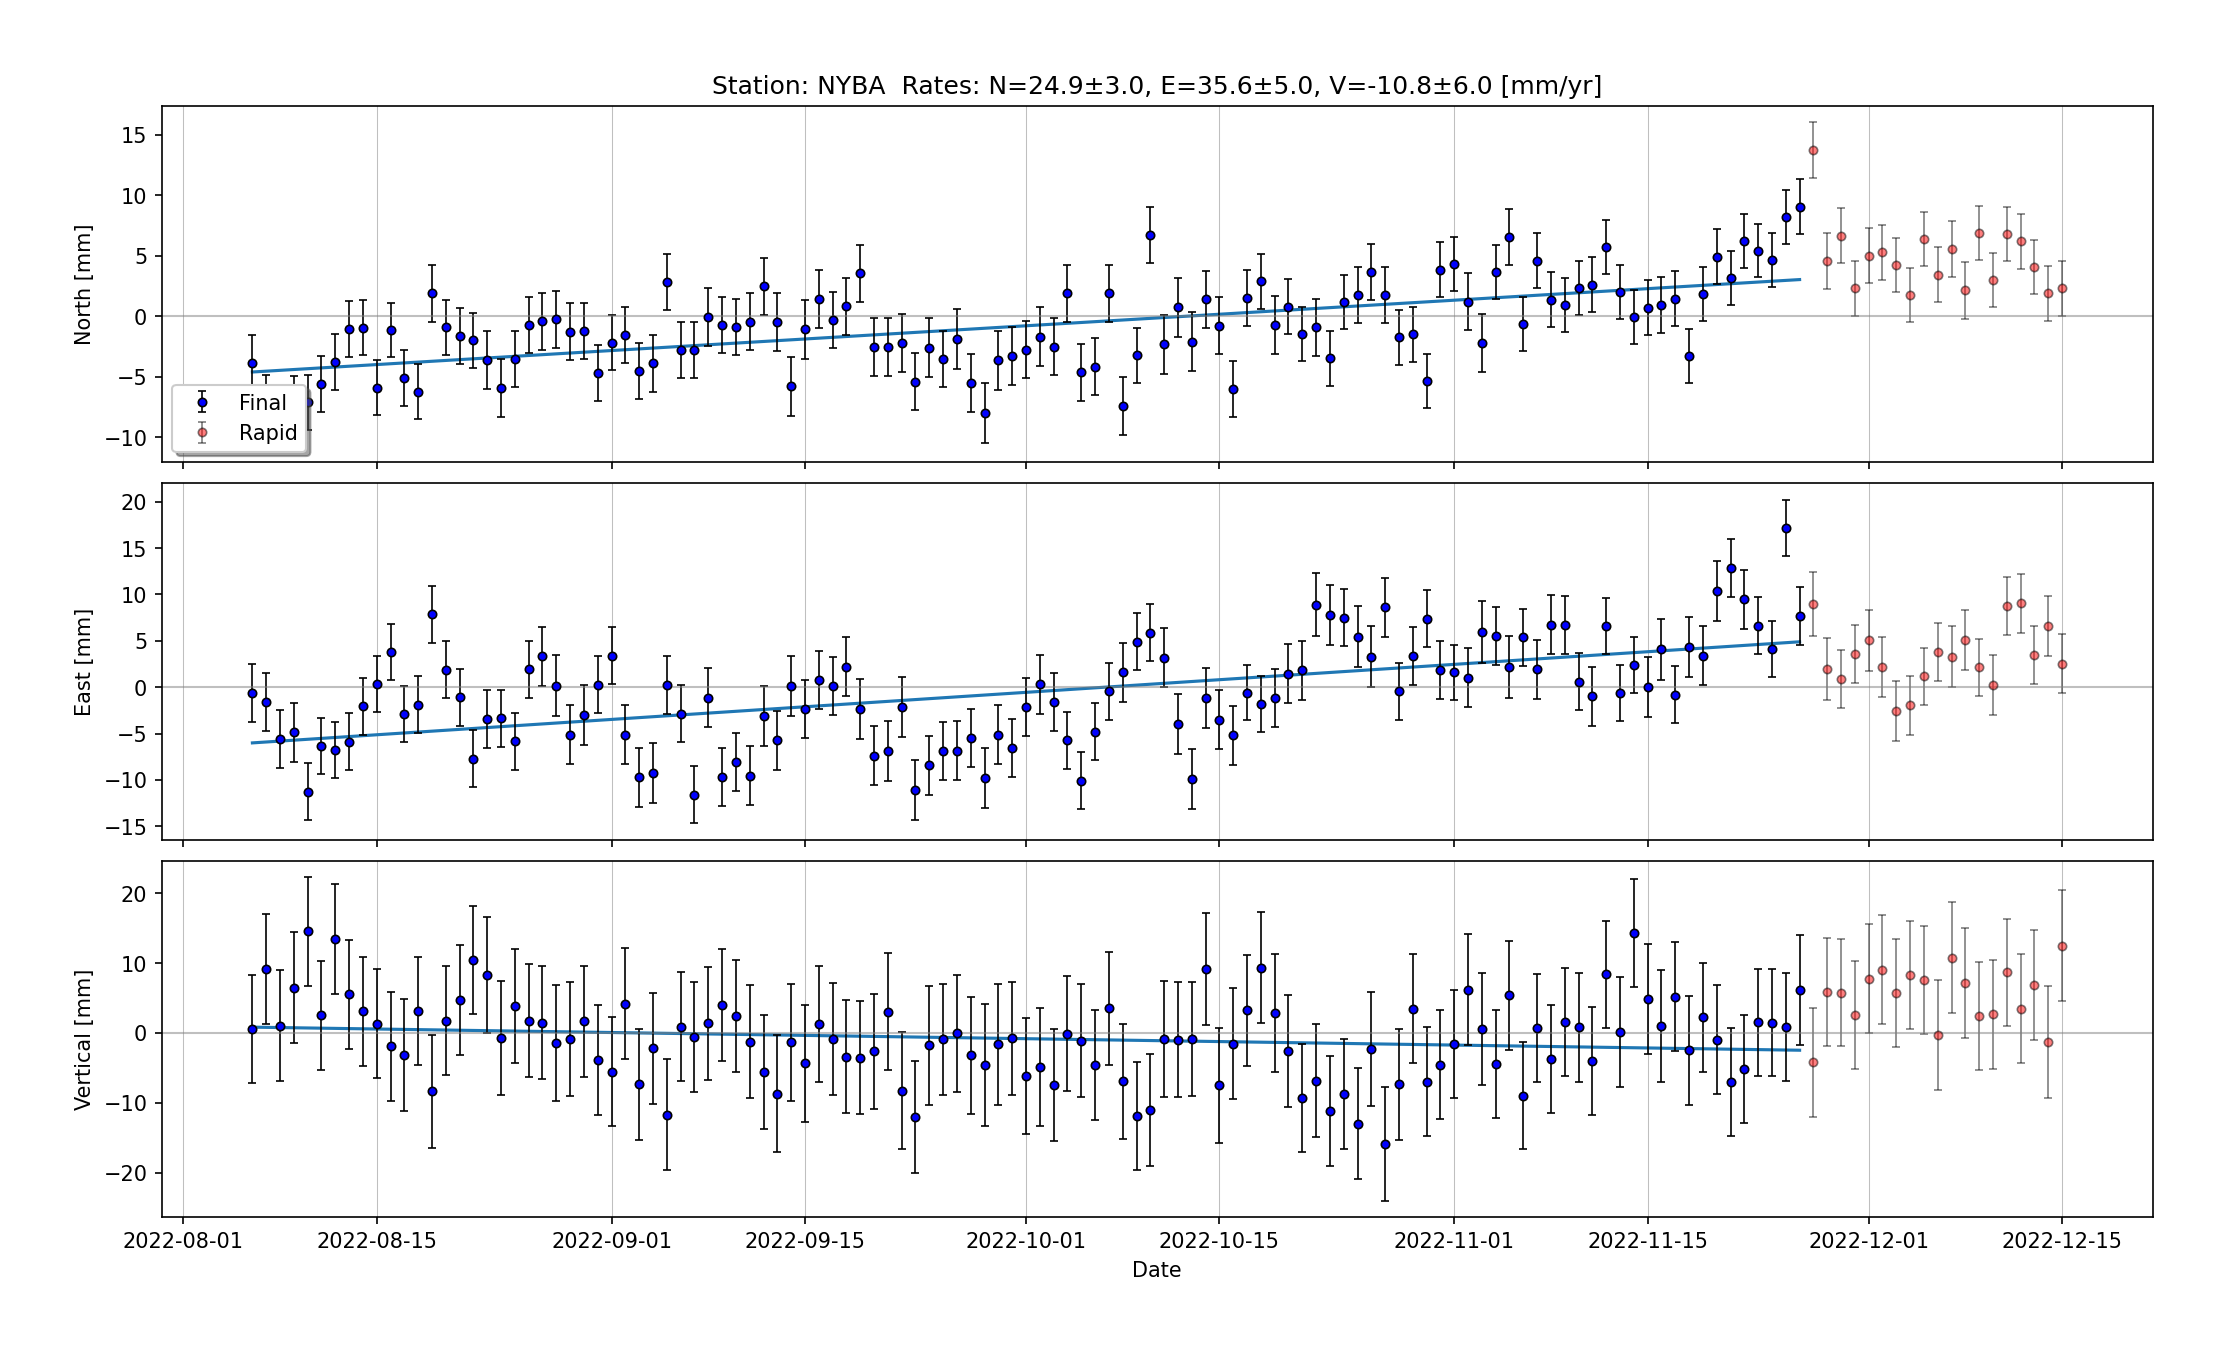 Station: NYBA  Rates: N=24.9±3.0, E=35.6±5.0, V=-10.8±6.0 [mm/yr]
North [mm]
15
10
5
0
−5
−10
Final
Rapid
East [mm]
20
15
10
5
0
−5
−10
−15
Vertical [mm]
20
10
0
−10
−20
2022-08-01 2022-08-15 2022-09-01 2022-09-15 2022-10-01 2022-10-15 2022-11-01 2022-11-15 2022-12-01 2022-12-15
Date